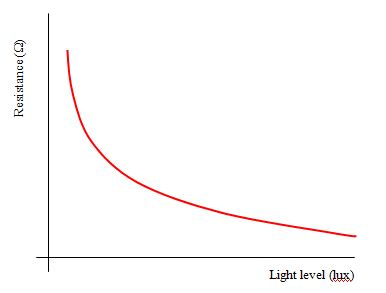 Resistance (Ω)
Light level (lux)